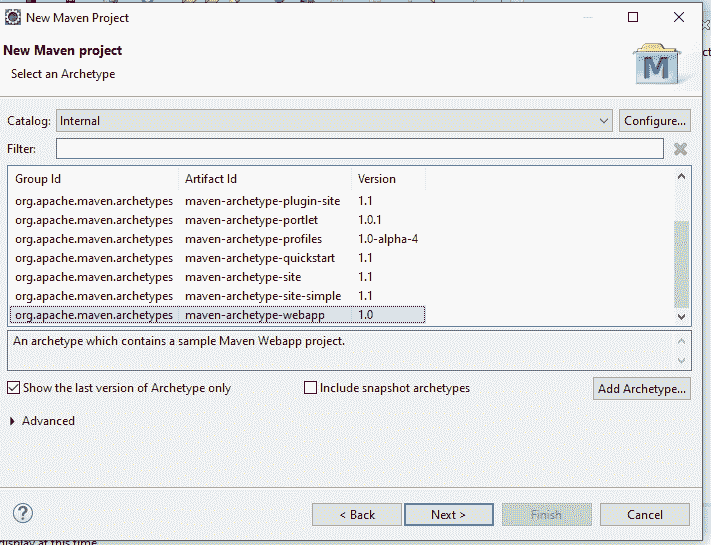 New Maven Project
New Maven project
Select an Archetype
M
Catalog: Internal Configure...
Filter:
Group Id Artifact Id Version
org.apache.maven.archetypes maven-archetype-plugin-site 1.1
org.apache.maven.archetypes maven-archetype-portlet 1.0.1
org.apache.maven.archetypes maven-archetype-profiles 1.0-alpha-4
org.apache.maven.archetypes maven-archetype-quickstart 1.1
org.apache.maven.archetypes maven-archetype-site 1.1
org.apache.maven.archetypes maven-archetype-site-simple 1.1
org.apache.maven.archetypes maven-archetype-webapp 1.0
An archetype which contains a sample Maven Webapp project.
Show the last version of Archetype only Include snapshot archetypes Add Archetype...
Advanced
? < Back Next > Finish Cancel
display at this time.